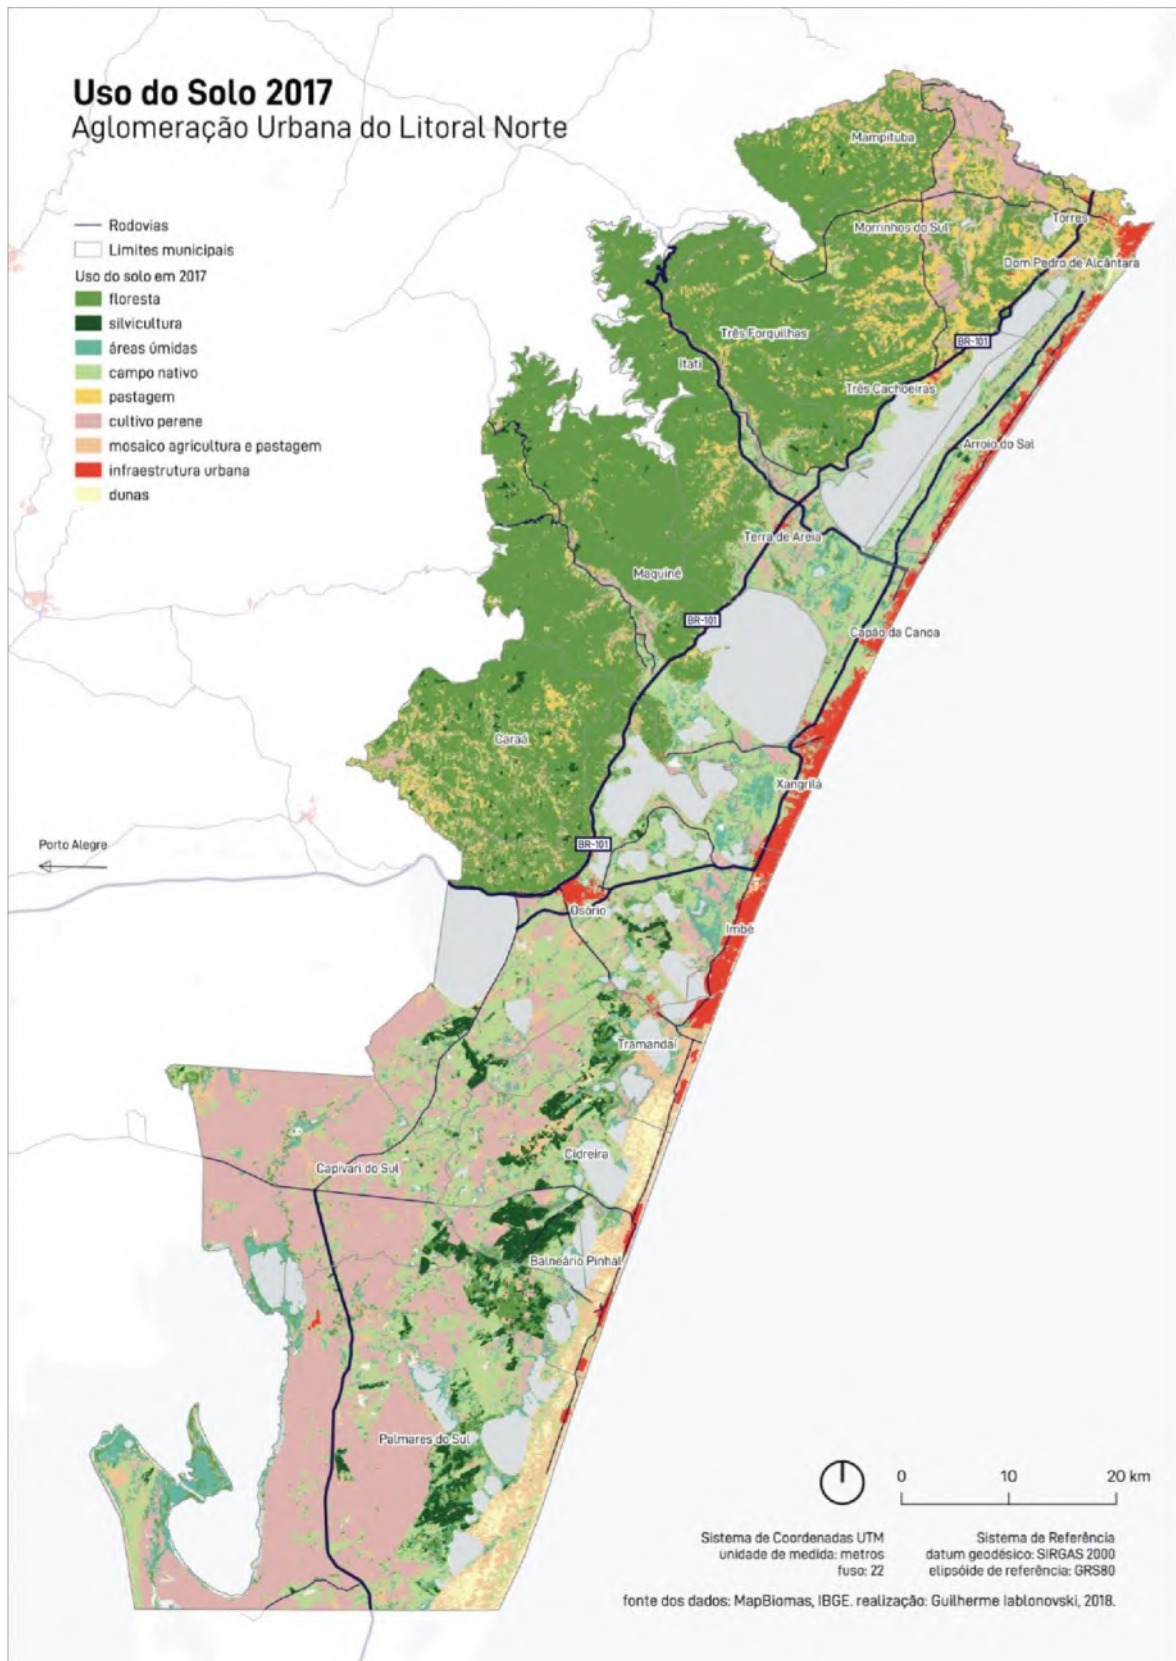 Uso do Solo 2017
Aglomeração Urbana do Litoral Norte
Rodovias
Limites municipais
Uso do solo em 2017
floresta
silvicultura
áreas úmidas
campo nativo
pastagem
cultivo perene
mosaico agricultura e pastagem
infraestrutura urbana
dunas
Mampituba
Torres
Morrinhos do Sul
Dom Pedro de Alcântara
Três Forquilhas
BR-101
Itati
Três Cachoeiras
Arroio do Sal
Terra de Areia
Maquiné
BR-101
Capão da Canoa
Caraá
Xangrilá
BR-101
Porto Alegre
Osório
Imbé
Tramandaí
Cidreira
Capivari do Sul
Balneário Pinhal
Palmares do Sul
0 10 20 km
Sistema de Coordenadas UTM
unidade de medida: metros
fuso: 22
Sistema de Referência
datum geodésico: SIRGAS 2000
elipsóide de referência: GRS80
fonte dos dados: MapBiomas, IBGE. realização: Guilherme Iablonovski, 2018.